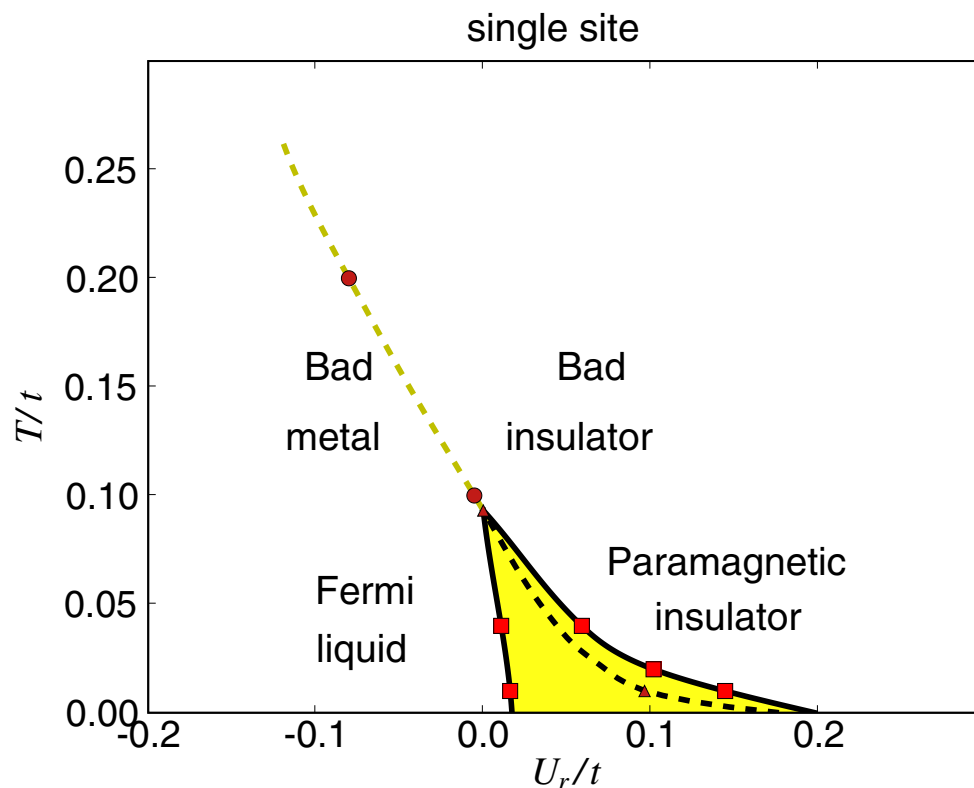 single site
0.25
0.20
0.15
0.10
0.05
0.00
T/t
Bad
metal
Bad
insulator
Fermi
liquid
Paramagnetic
insulator
-0.2
-0.1
0.0
0.1
0.2
U_r/t